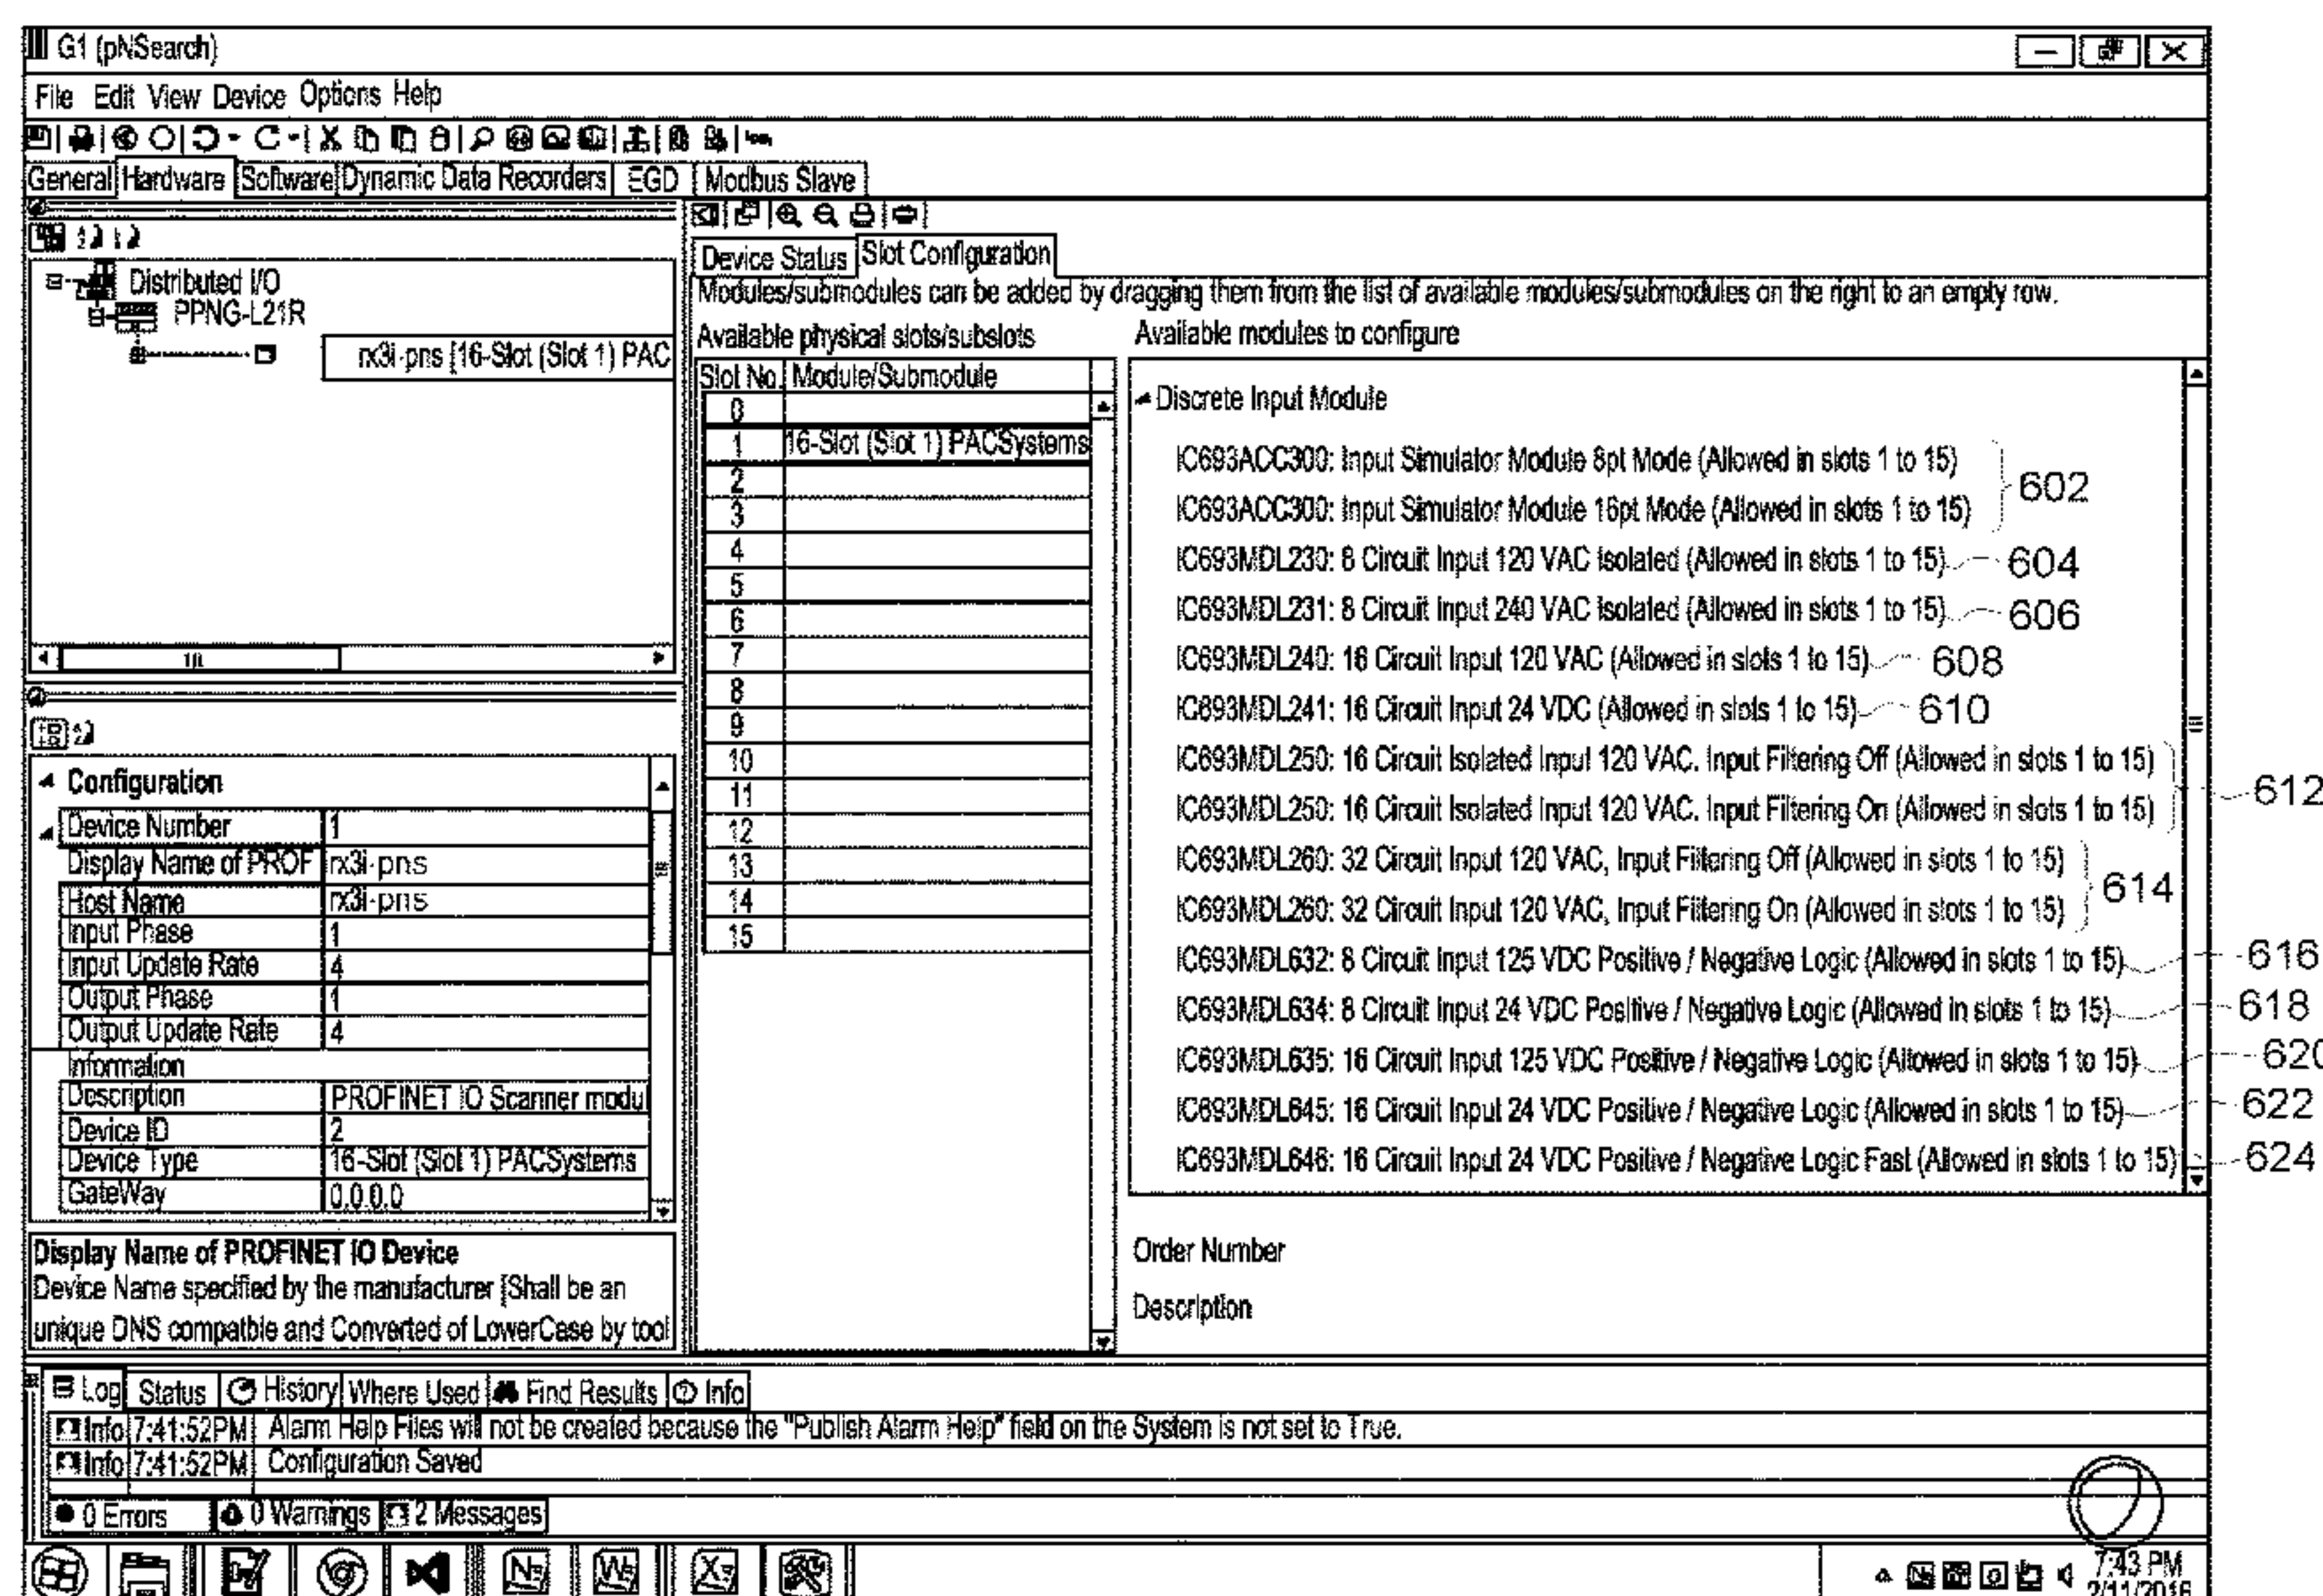 G1 (pNSearch)
File Edit View Device Options Help
General Hardware Software Dynamic Data Recorders EGD Modbus Slave
Distributed I/O
PPNG-L21R
rx3i-pns [16-Slot (Slot 1) PAC
Configuration
Device Number 1
Display Name of PROF rx3i-pns
Host Name rx3i-pns
Input Phase 1
Input Update Rate 4
Output Phase 1
Output Update Rate 4
Information
Description PROFINET IO Scanner modul
Device ID 2
Device Type 16-Slot (Slot 1) PACSystems
GateWay 0.0.0.0
Display Name of PROFINET IO Device
Device Name specified by the manufacturer [Shall be an
unique DNS compatble and Converted of LowerCase by tool
Device Status Slot Configuration
Modules/submodules can be added by dragging them from the list of available modules/submodules on the right to an empty row.
Available physical slots/subslots
Slot No. Module/Submodule
0
1 16-Slot (Slot 1) PACSystems
2
3
4
5
6
7
8
9
10
11
12
13
14
15
Available modules to configure
Discrete Input Module
IC693ACC300: Input Simulator Module 8pt Mode (Allowed in slots 1 to 15)
602
IC693ACC300: Input Simulator Module 16pt Mode (Allowed in slots 1 to 15)
IC693MDL230: 8 Circuit Input 120 VAC Isolated (Allowed in slots 1 to 15) 604
IC693MDL231: 8 Circuit Input 240 VAC Isolated (Allowed in slots 1 to 15) 606
IC693MDL240: 16 Circuit Input 120 VAC (Allowed in slots 1 to 15) 608
IC693MDL241: 16 Circuit Input 24 VDC (Allowed in slots 1 to 15) 610
IC693MDL250: 16 Circuit Isolated Input 120 VAC. Input Filtering Off (Allowed in slots 1 to 15)
612
IC693MDL250: 16 Circuit Isolated Input 120 VAC. Input Filtering On (Allowed in slots 1 to 15)
IC693MDL260: 32 Circuit Input 120 VAC, Input Filtering Off (Allowed in slots 1 to 15)
614
IC693MDL260: 32 Circuit Input 120 VAC, Input Filtering On (Allowed in slots 1 to 15)
IC693MDL632: 8 Circuit Input 125 VDC Positive / Negative Logic (Allowed in slots 1 to 15) 616
IC693MDL634: 8 Circuit Input 24 VDC Positive / Negative Logic (Allowed in slots 1 to 15) 618
IC693MDL635: 16 Circuit Input 125 VDC Positive / Negative Logic (Allowed in slots 1 to 15) 620
IC693MDL645: 16 Circuit Input 24 VDC Positive / Negative Logic (Allowed in slots 1 to 15) 622
IC693MDL646: 16 Circuit Input 24 VDC Positive / Negative Logic Fast (Allowed in slots 1 to 15) 624
Order Number
Description
Log Status History Where Used Find Results Info
Info 7:41:52PM Alarm Help Files will not be created because the "Publish Alarm Help" field on the System is not set to True.
Info 7:41:52PM Configuration Saved
0 Errors 0 Warnings 2 Messages
7:43 PM
2/11/2016